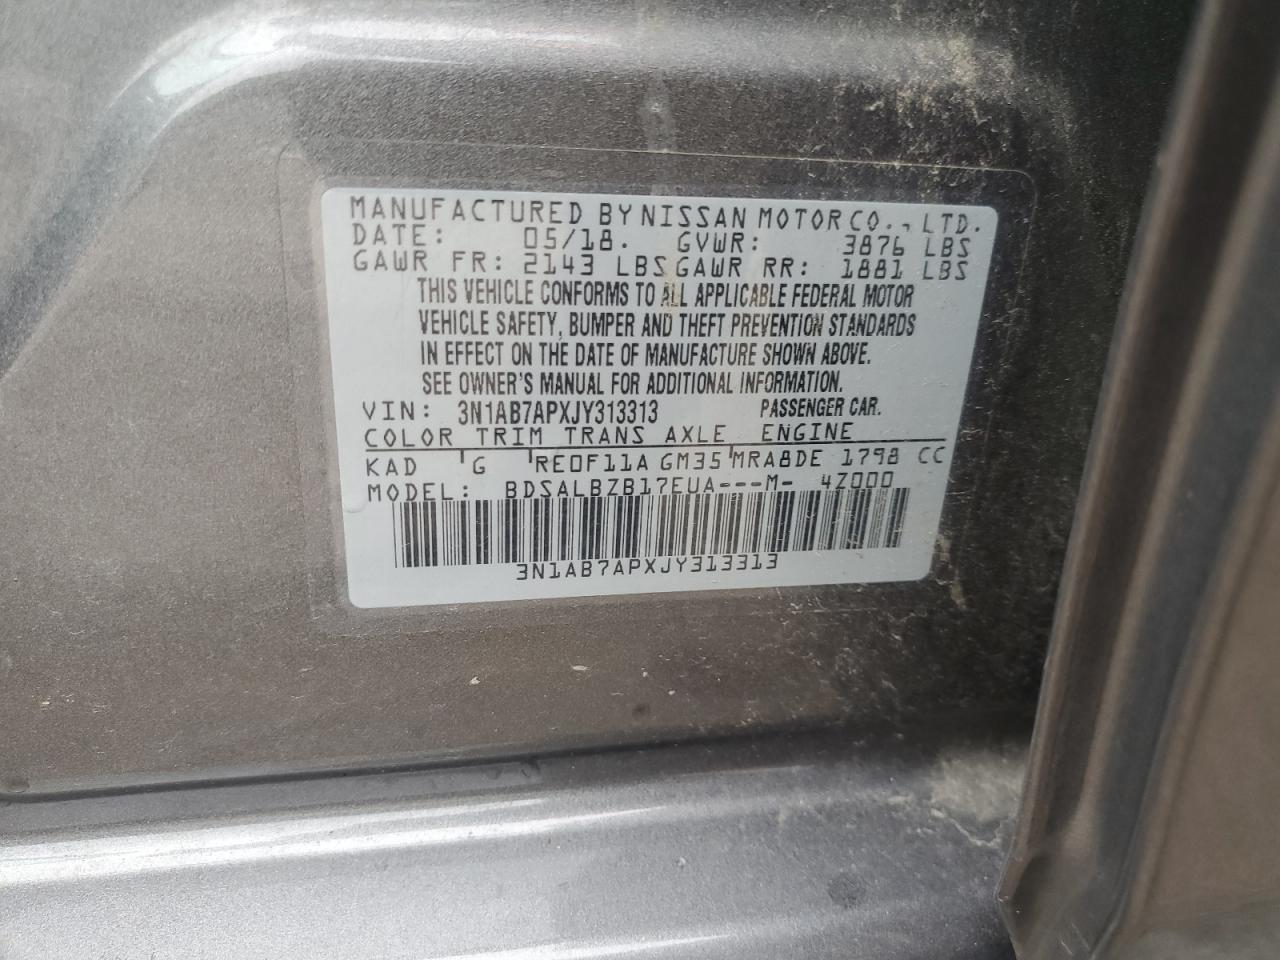 MANUFACTURED BY NISSAN MOTOR CO., LTD.
DATE: 05/18. GVWR: 3876 LBS
GAWR FR: 2143 LBS GAWR RR: 1881 LBS
THIS VEHICLE CONFORMS TO ALL APPLICABLE FEDERAL MOTOR
VEHICLE SAFETY, BUMPER AND THEFT PREVENTION STANDARDS
IN EFFECT ON THE DATE OF MANUFACTURE SHOWN ABOVE.
SEE OWNER'S MANUAL FOR ADDITIONAL INFORMATION.
VIN: 3N1AB7APXJY313313 PASSENGER CAR.
COLOR TRIM TRANS AXLE ENGINE
KAD G RE0F11A GM35 MRA8DE 1798 CC
MODEL: BDSALBZB17EUA---M- 4Z000
3N1AB7APXJY313313